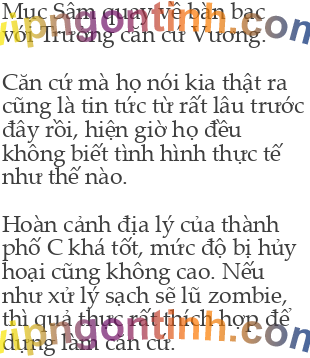 Mục Sâm quay về bàn bạc
với Trưởng căn cứ Vương.
Căn cứ mà họ nói kia thật ra
cũng là tin tức từ rất lâu trước
đây rồi, hiện giờ họ đều
không biết tình hình thực tế
như thế nào.
Hoàn cảnh địa lý của thành
phố C khá tốt, mức độ bị hủy
hoại cũng không cao. Nếu
như xử lý sạch sẽ lũ zombie,
thì quả thực rất thích hợp để
dựng làm căn cứ.
vipngontinh.com
vipngontinh.com